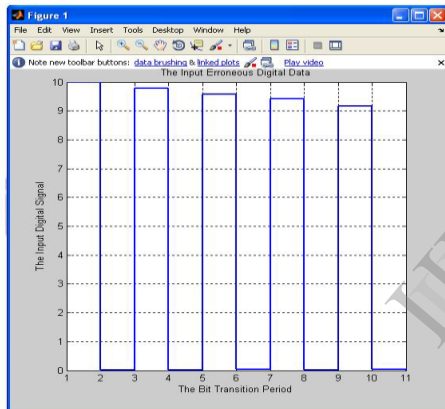 Figure 1
File Edit View Insert Tools Desktop Window Help
Note new toolbar buttons: data brushing & linked plots Play video
The Input Erroneous Digital Data
The Input Digital Signal
10
9
8
7
6
5
4
3
2
1
0
1 2 3 4 5 6 7 8 9 10 11
The Bit Transition Period